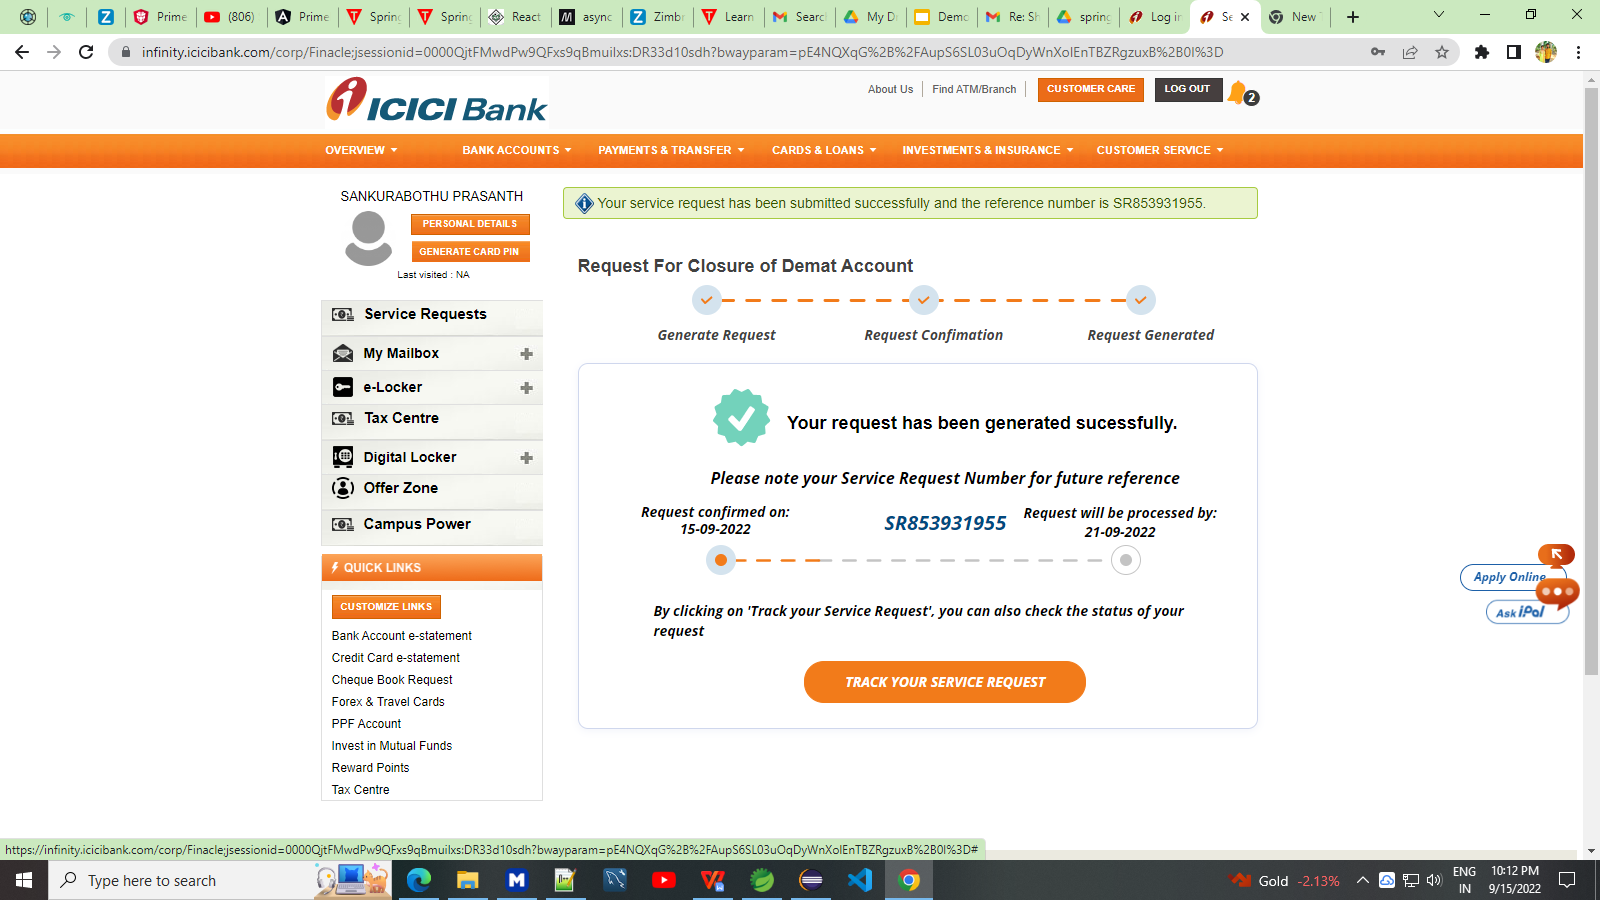 Prime
(806)
Prime
Spring
Spring
React
async
Zimbr
Learn
Searc
My Dr
Demo
Re: Sh
spring
Log in
Se
New T
infinity.icicibank.com/corp/Finacle;jsessionid=0000QjtFMwdPw9QFxs9qBmuiIxs:DR33d10sdh?bwayparam=pE4NQXqG%2B%2FAupS6SL03uOqDyWnXoIEnTBZRgzuxB%2B0I%3D
ICICI Bank
About Us
Find ATM/Branch
CUSTOMER CARE
LOG OUT
2
OVERVIEW
BANK ACCOUNTS
PAYMENTS & TRANSFER
CARDS & LOANS
INVESTMENTS & INSURANCE
CUSTOMER SERVICE
SANKURABOTHU PRASANTH
PERSONAL DETAILS
GENERATE CARD PIN
Last visited : NA
Service Requests
My Mailbox
e-Locker
Tax Centre
Digital Locker
Offer Zone
Campus Power
QUICK LINKS
CUSTOMIZE LINKS
Bank Account e-statement
Credit Card e-statement
Cheque Book Request
Forex & Travel Cards
PPF Account
Invest in Mutual Funds
Reward Points
Tax Centre
Your service request has been submitted successfully and the reference number is SR853931955.
Request For Closure of Demat Account
Generate Request
Request Confimation
Request Generated
Your request has been generated sucessfully.
Please note your Service Request Number for future reference
Request confirmed on:
15-09-2022
SR853931955
Request will be processed by:
21-09-2022
By clicking on 'Track your Service Request', you can also check the status of your
request
TRACK YOUR SERVICE REQUEST
Apply Online
Ask iPal
https://infinity.icicibank.com/corp/Finacle;jsessionid=0000QjtFMwdPw9QFxs9qBmuiIxs:DR33d10sdh?bwayparam=pE4NQXqG%2B%2FAupS6SL03uOqDyWnXoIEnTBZRgzuxB%2B0I%3D#
Type here to search
Gold -2.13%
ENG
IN
10:12 PM
9/15/2022